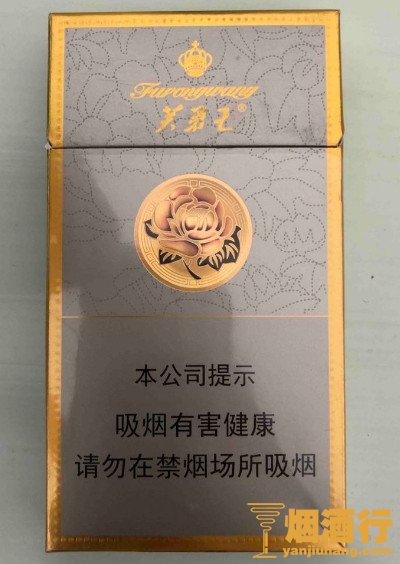 Furongwang
芙蓉王®
本公司提示
吸烟有害健康
请勿在禁烟场所吸烟
烟酒行
yanjiuhang.com